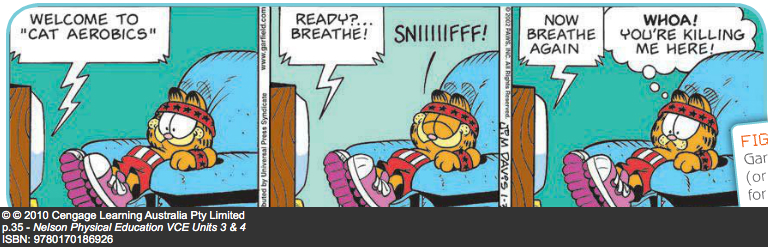 WELCOME TO
"CAT AEROBICS"
www.garfield.com
buted by Universal Press Syndicate
READY?...
BREATHE!
SNIIIIIFFF!
© 2002 PAWS, INC. All Rights Reserved.
JIM DAVIS
NOW
BREATHE
AGAIN
WHOA!
YOU'RE KILLING
ME HERE!
FIG
Gar
(or
for
© © 2010 Cengage Learning Australia Pty Limited
p.35 - Nelson Physical Education VCE Units 3 & 4
ISBN: 9780170186926